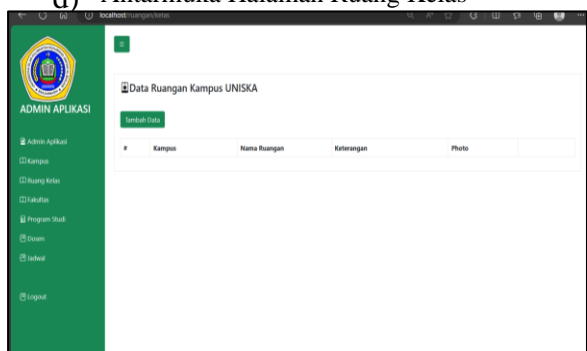 d) Antarmuka Halaman Ruang Kelas
localhost/ruangan/kelas
ADMIN APLIKASI
Admin Aplikasi
Kampus
Ruang Kelas
Fakultas
Program Studi
Dosen
Jadwal
Logout
Data Ruangan Kampus UNISKA
Tambah Data
# Kampus Nama Ruangan Keterangan Photo